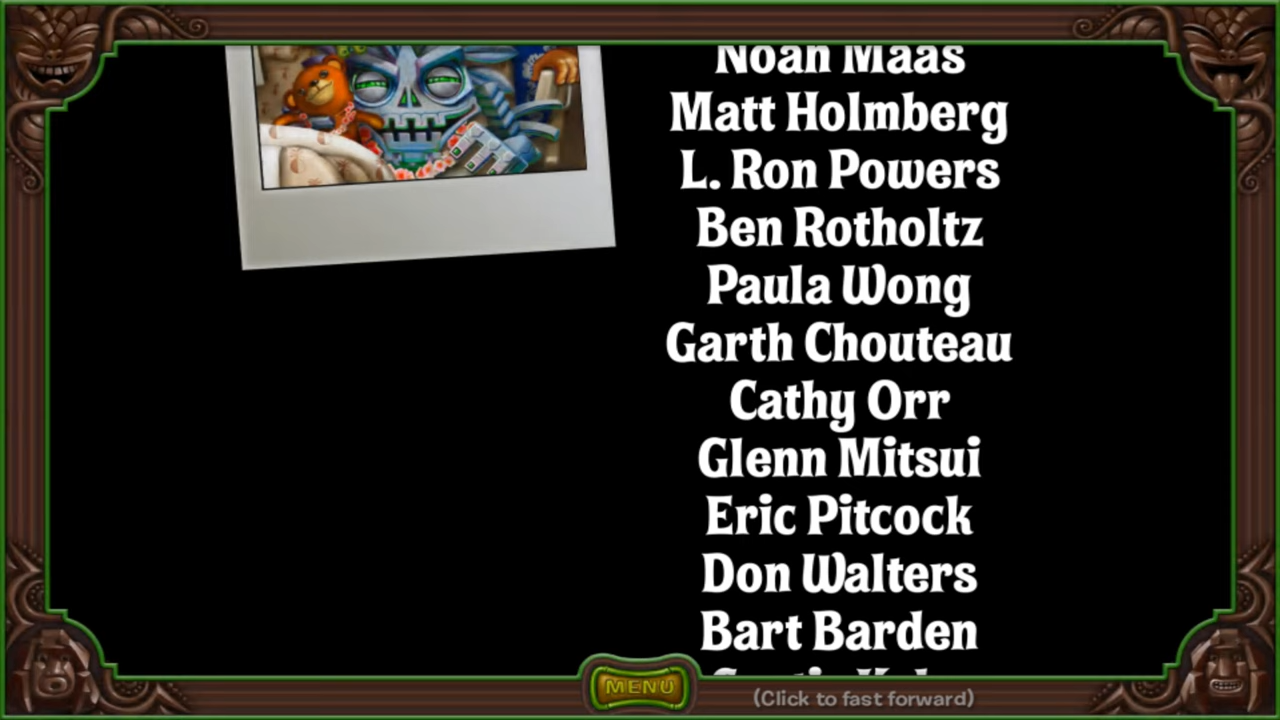 Noah Maas
Matt Holmberg
L. Ron Powers
Ben Rotholtz
Paula Wong
Garth Chouteau
Cathy Orr
Glenn Mitsui
Eric Pitcock
Don Walters
Bart Barden
MENU
(Click to fast forward)